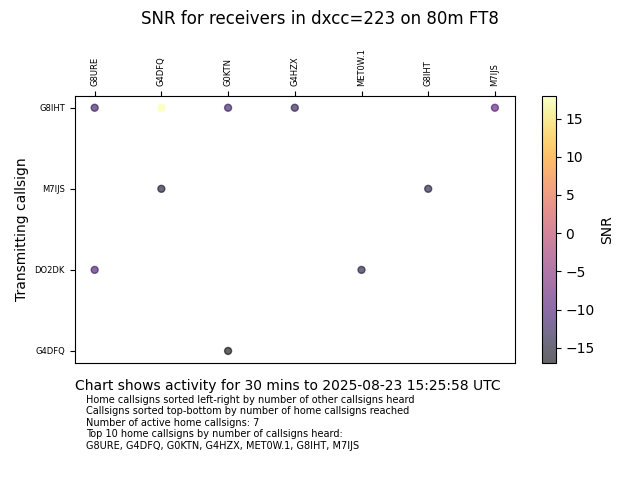 SNR for receivers in dxcc=223 on 80m FT8
G8URE
G4DFQ
G0KTN
G4HZX
MET0W.1
G8IHT
M7IJS
G8IHT
M7IJS
DO2DK
G4DFQ
Transmitting callsign
15
10
5
0
−5
−10
−15
SNR
Chart shows activity for 30 mins to 2025-08-23 15:25:58 UTC
Home callsigns sorted left-right by number of other callsigns heard
Callsigns sorted top-bottom by number of home callsigns reached
Number of active home callsigns: 7
Top 10 home callsigns by number of callsigns heard:
G8URE, G4DFQ, G0KTN, G4HZX, MET0W.1, G8IHT, M7IJS